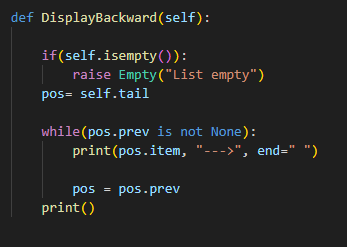 def DisplayBackward(self):
if(self.isempty()):
raise Empty("List empty")
pos= self.tail
while(pos.prev is not None):
print(pos.item, "--->", end=" ")
pos = pos.prev
print()